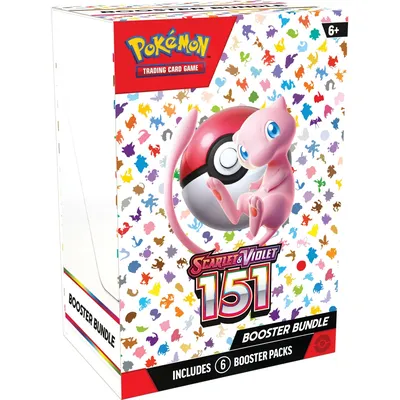 POKÉMON
TRADING CARD GAME
6+
SCARLET & VIOLET
151
BOOSTER BUNDLE
INCLUDES 6 BOOSTER PACKS
BOOSTER BUNDLE